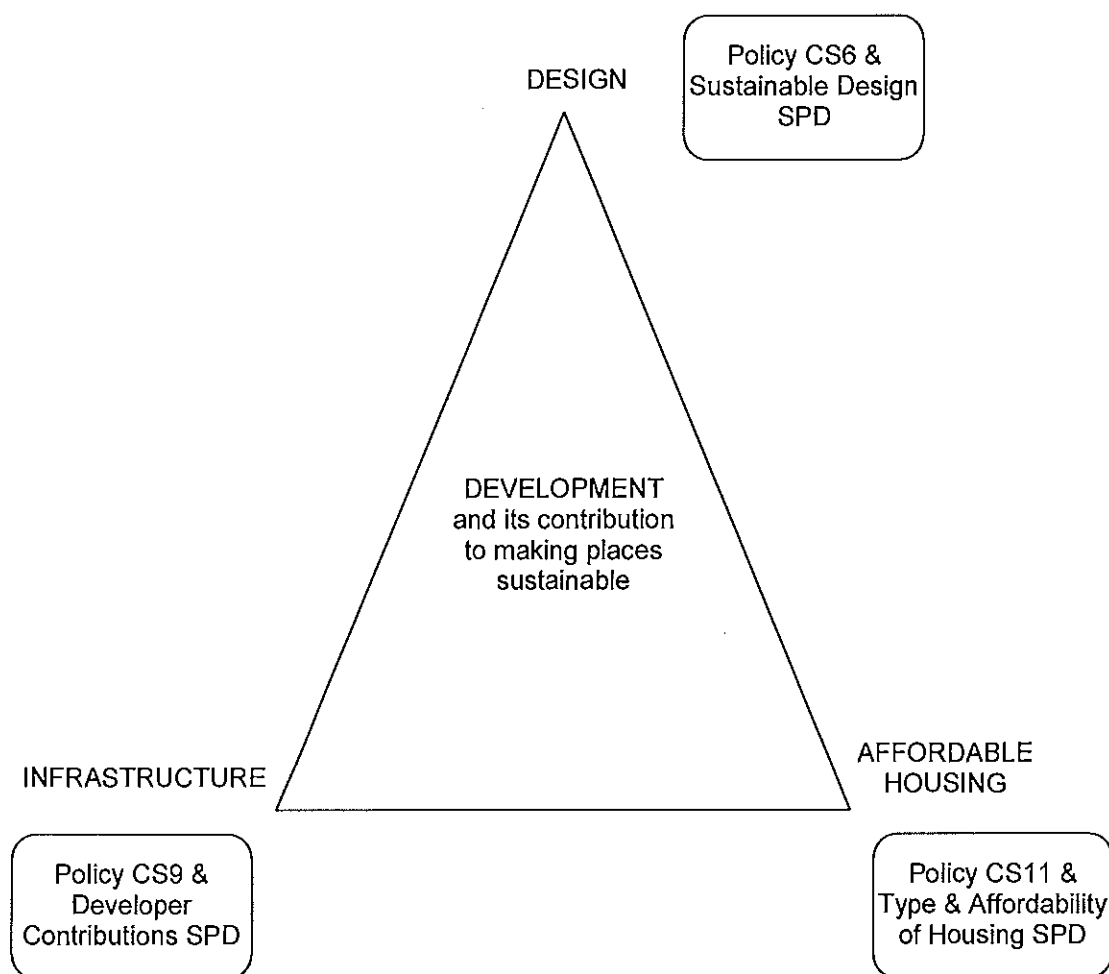 DESIGN
Policy CS6 &
Sustainable Design
SPD
DEVELOPMENT
and its contribution
to making places
sustainable
INFRASTRUCTURE
AFFORDABLE
HOUSING
Policy CS9 &
Developer
Contributions SPD
Policy CS11 &
Type & Affordability
of Housing SPD